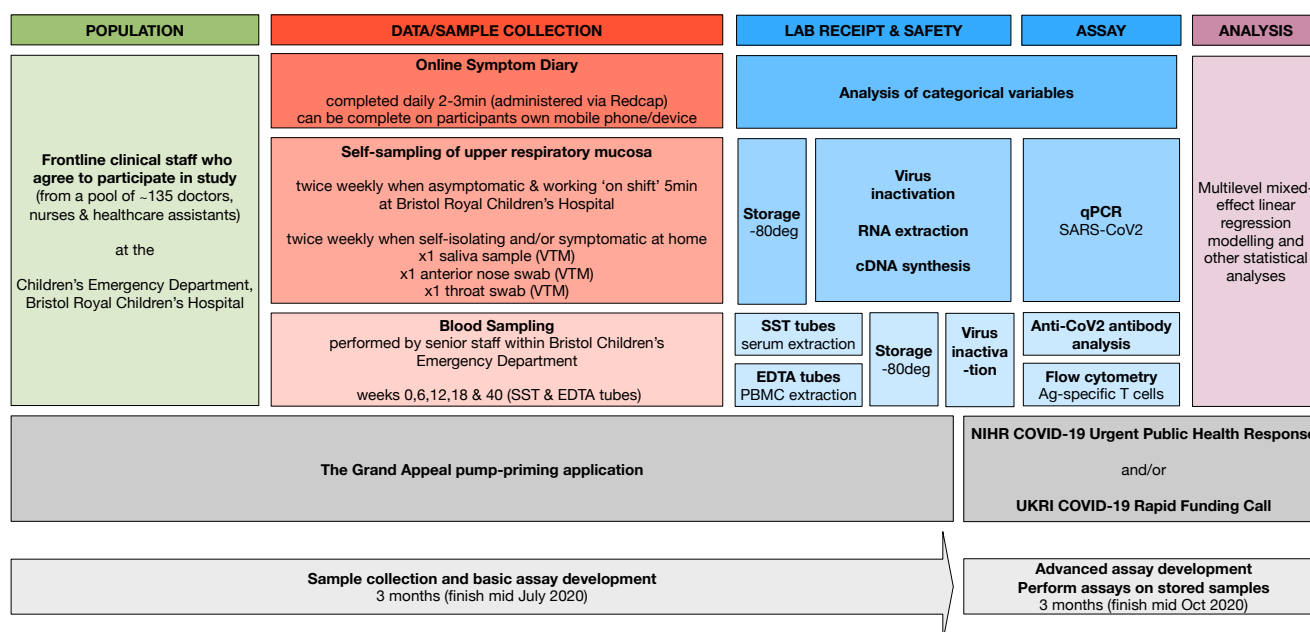 POPULATION
DATA/SAMPLE COLLECTION
LAB RECEIPT & SAFETY
ASSAY
ANALYSIS
Frontline clinical staff who
agree to participate in study
(from a pool of ~135 doctors,
nurses & healthcare assistants)
at the
Children's Emergency Department,
Bristol Royal Children's Hospital
Online Symptom Diary
completed daily 2-3min (administered via Redcap)
can be complete on participants own mobile phone/device
Self-sampling of upper respiratory mucosa
twice weekly when asymptomatic & working ‘on shift’ 5min
at Bristol Royal Children's Hospital
twice weekly when self-isolating and/or symptomatic at home
x1 saliva sample (VTM)
x1 anterior nose swab (VTM)
x1 throat swab (VTM)
Blood Sampling
performed by senior staff within Bristol Children's
Emergency Department
weeks 0,6,12,18 & 40 (SST & EDTA tubes)
Analysis of categorical variables
Storage
-80deg
Virus
inactivation
RNA extraction
cDNA synthesis
qPCR
SARS-CoV2
SST tubes
serum extraction
EDTA tubes
PBMC extraction
Storage
-80deg
Virus
inactiva
-tion
Anti-CoV2 antibody
analysis
Flow cytometry
Ag-specific T cells
Multilevel mixed-
effect linear
regression
modelling and
other statistical
analyses
The Grand Appeal pump-priming application
NIHR COVID-19 Urgent Public Health Response
and/or
UKRI COVID-19 Rapid Funding Call
Sample collection and basic assay development
3 months (finish mid July 2020)
Advanced assay development
Perform assays on stored samples
3 months (finish mid Oct 2020)